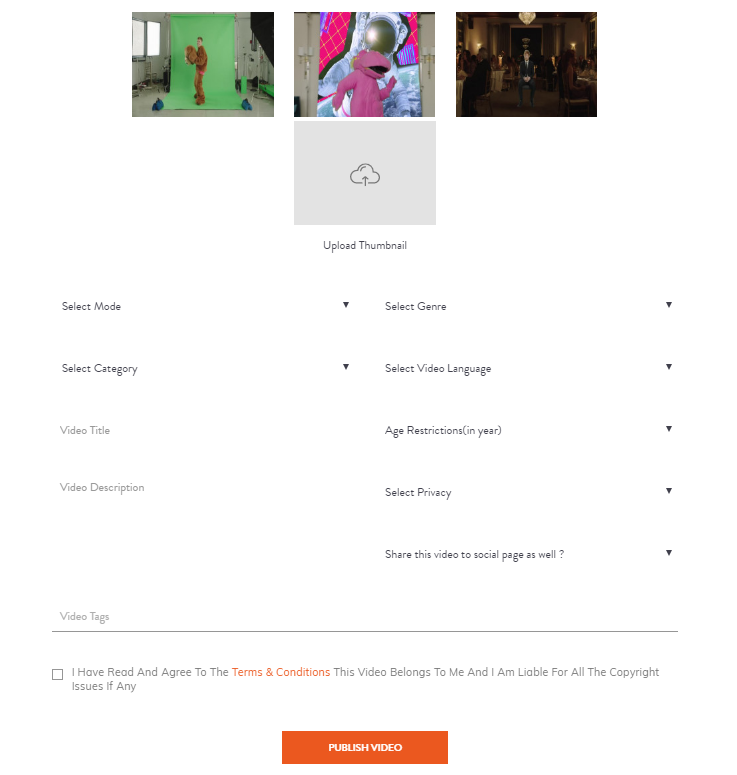 Upload Thumbnail
Select Mode
Select Genre
Select Category
Select Video Language
Video Title
Age Restrictions(in year)
Video Description
Select Privacy
Share this video to social page as well ?
Video Tags
I Have Read And Agree To The Terms & Conditions This Video Belongs To Me And I Am Liable For All The Copyright
Issues If Any
PUBLISH VIDEO